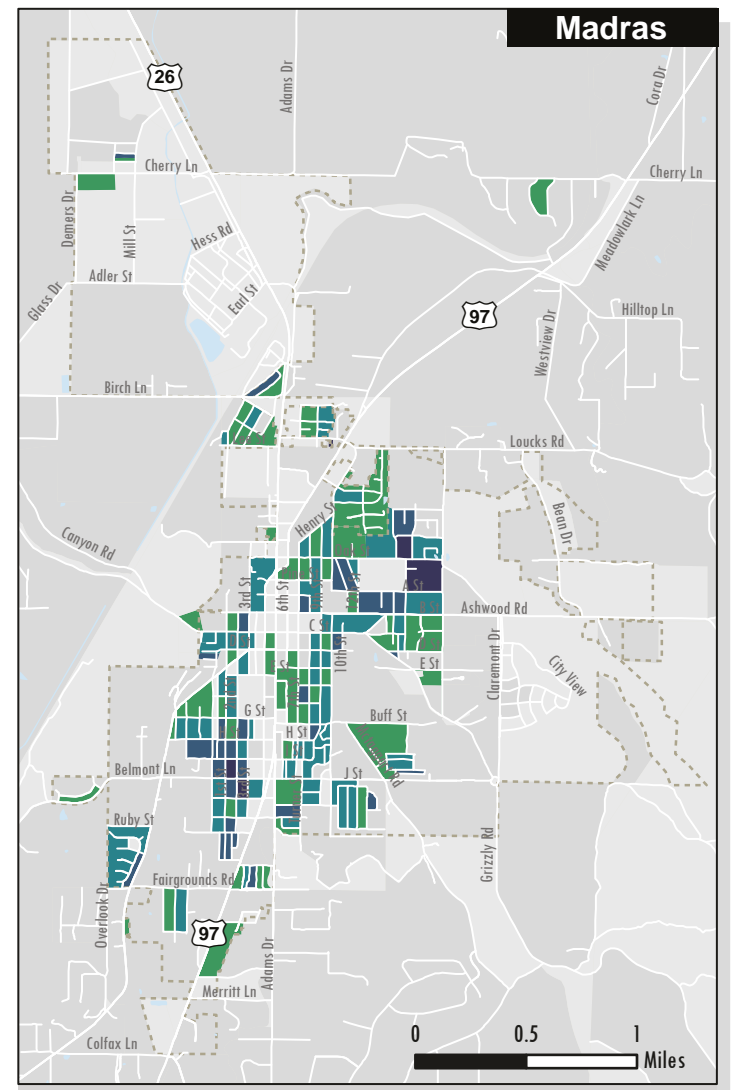 Madras
26
Adams Dr
Cora Dr
Cherry Ln
Cherry Ln
Demers Dr
Mill St
Hess Rd
Meadowlark Ln
Adler St
Glass Dr
Earl St
97
Hilltop Ln
Westview Dr
Birch Ln
Loucks Rd
Henry St
Bean Dr
Canyon Rd
3rd St
6th St
A St
B St
Ashwood Rd
C St
10th St
E St
Claremont Dr
City View
G St
Buff St
H St
Belmont Ln
J St
Ruby St
Grizzly Rd
Fairgrounds Rd
Overlook Dr
97
Adams Dr
Merritt Ln
Colfax Ln
0 0.5 1
Miles